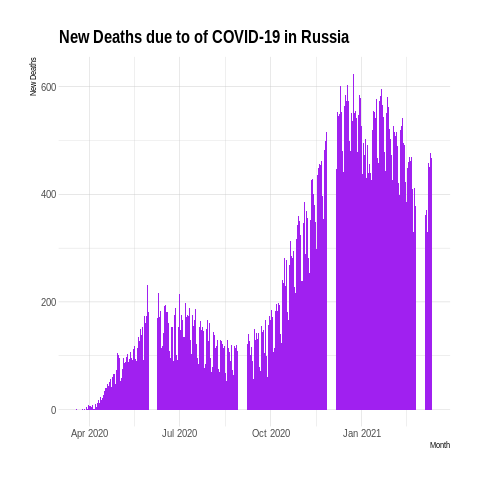 New Deaths due to of COVID-19 in Russia
New Deaths
600
400
200
0
Apr 2020
Jul 2020
Oct 2020
Jan 2021
Month